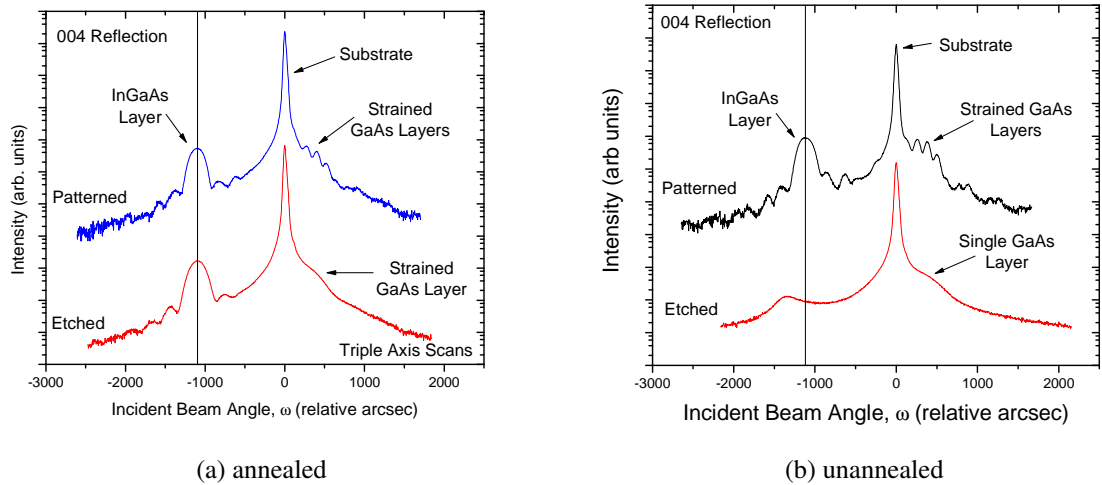 004 Reflection
Substrate
InGaAs
Layer
Strained
GaAs Layers
Patterned
Strained
GaAs Layer
Etched
Triple Axis Scans
Intensity (arb. units)
-3000 -2000 -1000 0 1000 2000
Incident Beam Angle, ω (relative arcsec)
(a) annealed
004 Reflection
Substrate
InGaAs
Layer
Strained GaAs
Layers
Patterned
Single GaAs
Layer
Etched
Intensity (arb units)
-3000 -2000 -1000 0 1000 2000
Incident Beam Angle, ω (relative arcsec)
(b) unannealed